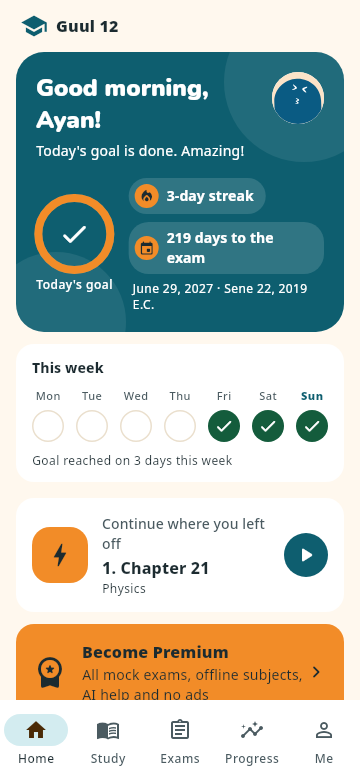 Guul 12
Good morning,
Ayan!
Today's goal is done. Amazing!
3-day streak
219 days to the
exam
Today's goal
June 29, 2027 · Sene 22, 2019
E.C.
This week
Mon Tue Wed Thu Fri Sat Sun
Goal reached on 3 days this week
Continue where you left
off
1. Chapter 21
Physics
Become Premium
All mock exams, offline subjects,
AI help and no ads
Home Study Exams Progress Me